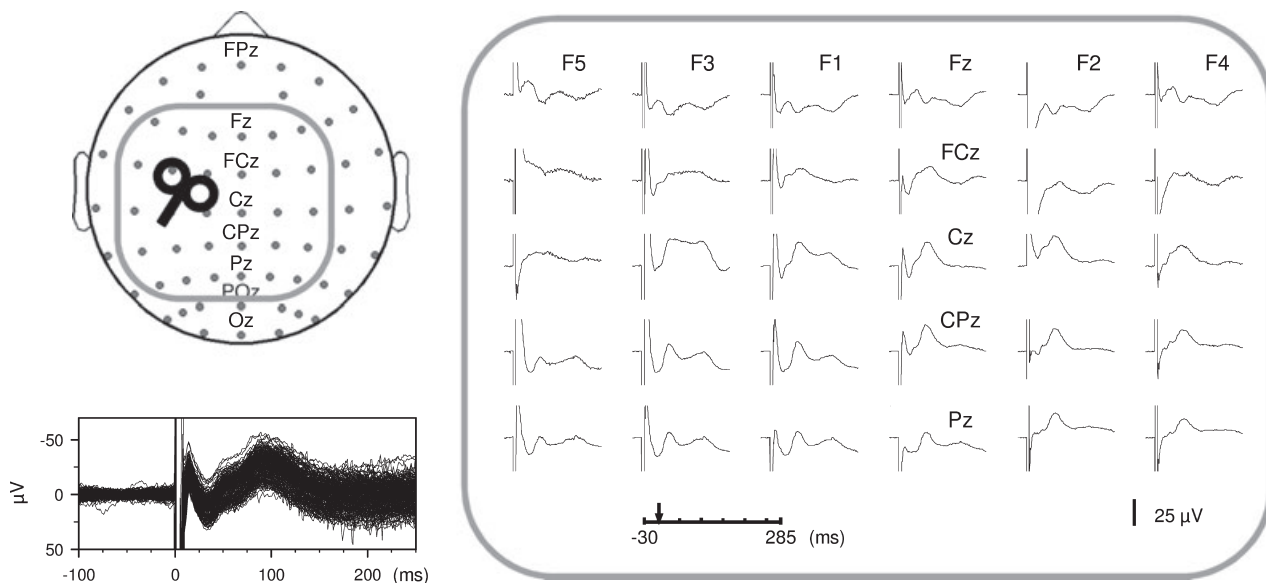 FPz
Fz
FCz
Cz
CPz
Pz
POz
Oz
-50
0
50
µV
-100 0 100 200 (ms)
F5 F3 F1 Fz F2 F4
FCz
Cz
CPz
Pz
-30 285 (ms)
25 µV